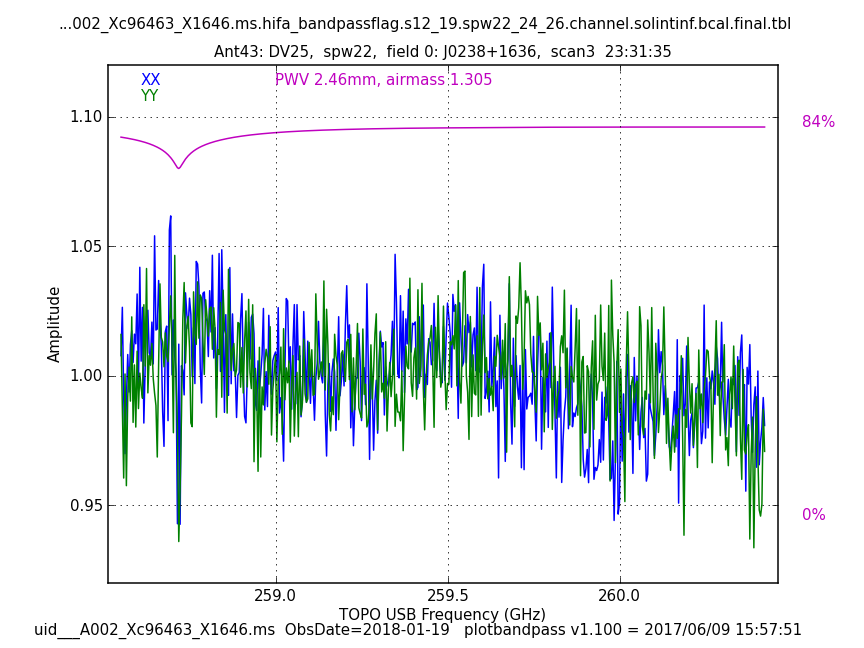 ...002_Xc96463_X1646.ms.hifa_bandpassflag.s12_19.spw22_24_26.channel.solintinf.bcal.final.tbl
Ant43: DV25,  spw22,  field 0: J0238+1636,  scan3  23:31:35
XX
PWV 2.46mm, airmass 1.305
YY
1.10
84%
1.05
Amplitude
1.00
0.95
0%
259.0
259.5
260.0
TOPO USB Frequency (GHz)
uid___A002_Xc96463_X1646.ms  ObsDate=2018-01-19   plotbandpass v1.100 = 2017/06/09 15:57:51